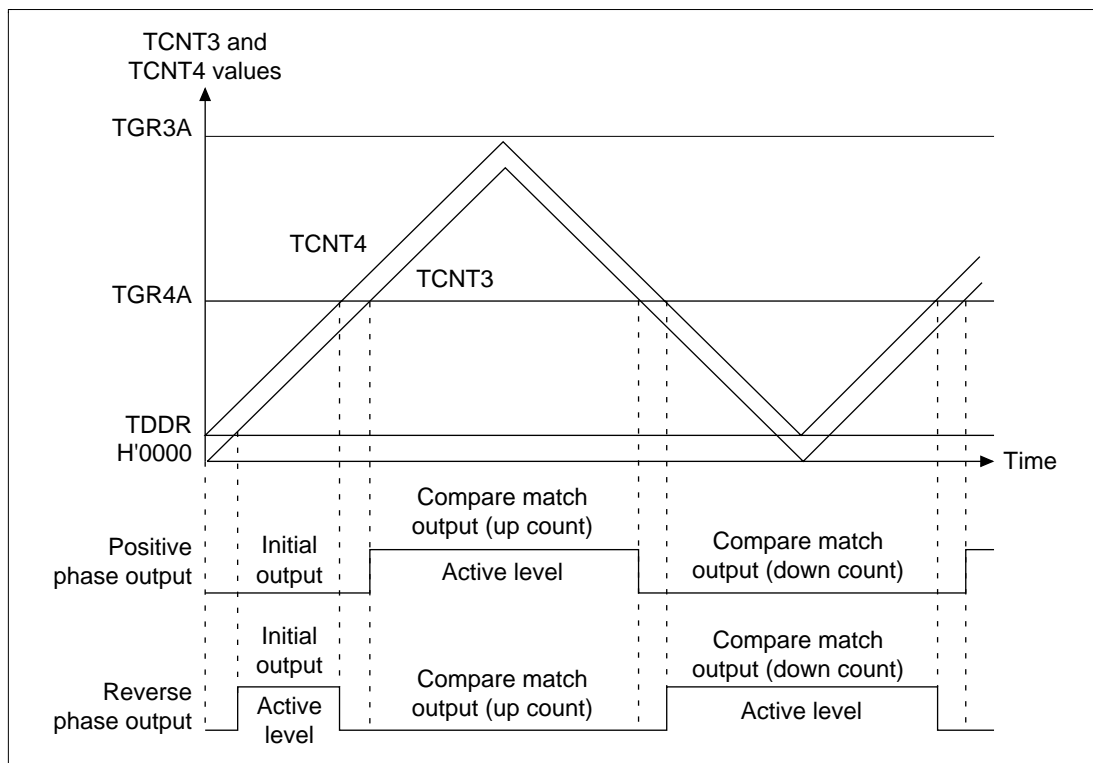 TCNT3 and
TCNT4 values
TGR3A
TCNT4
TCNT3
TGR4A
TDDR
H'0000
Time
Compare match
output (up count)
Positive
phase output
Initial
output
Active level
Compare match
output (down count)
Initial
output
Compare match
output (down count)
Reverse
phase output
Active
level
Compare match
output (up count)
Active level